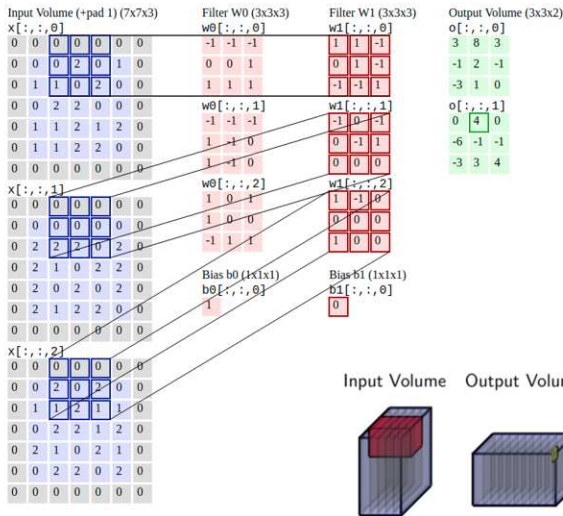 Input Volume (+pad 1) (7x7x3)
x[:,:,0]
0 0 0 0 0 0 0
0 0 0 2 0 1 0
0 1 1 0 2 0 0
0 0 2 2 0 0 0
0 1 1 2 1 2 0
0 1 1 2 2 0 0
0 0 0 0 0 0 0
x[:,:,1]
0 0 0 0 0 0 0
0 0 0 0 0 0 0
0 2 2 2 0 2 0
0 2 1 0 2 2 0
0 2 0 2 0 0 0
0 2 1 2 2 2 0
0 0 0 0 0 0 0
x[:,:,2]
0 0 0 0 0 0 0
0 0 2 0 2 0 0
0 1 1 2 1 1 0
0 0 2 2 1 2 0
0 2 1 0 2 1 0
0 0 2 2 0 2 0
0 0 0 0 0 0 0
Filter W0 (3x3x3)
w0[:,:,0]
-1 -1 -1
0 0 1
1 1 1
w0[:,:,1]
-1 -1 -1
1 -1 0
1 -1 0
w0[:,:,2]
1 0 1
1 0 0
-1 1 1
Bias b0 (1x1x1)
b0[:,:,0]
1
Filter W1 (3x3x3)
w1[:,:,0]
1 1 -1
-1 -1 1
w1[:,:,1]
-1 0 -1
0 -1 1
0 0 0
w1[:,:,2]
1 -1 0
1 0 0
Bias b1 (1x1x1)
b1[:,:,0]
0
Output Volume (3x3x2)
o[:,:,0]
3 8 3
-1 2 -1
-3 1 0
o[:,:,1]
0 4 0
-6 -1 -1
-3 3 4
Input Volume Output Volu